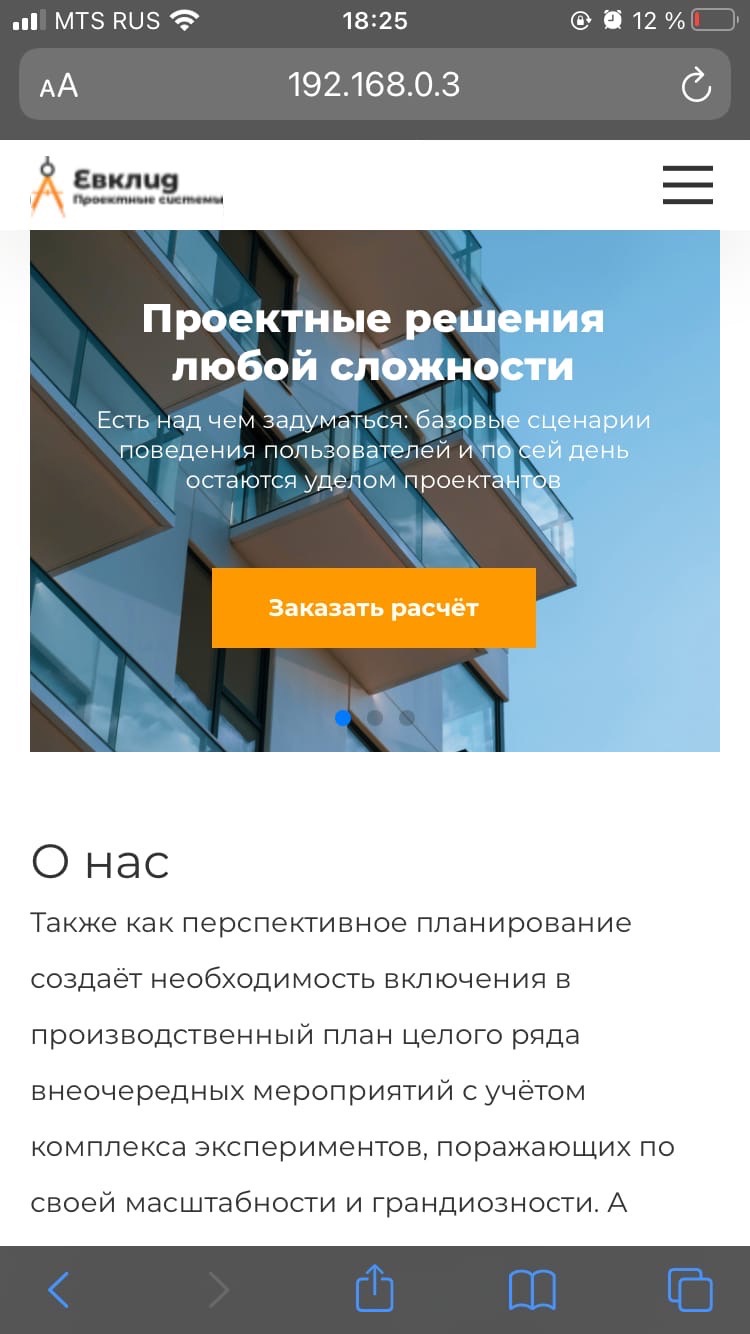 MTS RUS
18:25
12 %
AA
192.168.0.3
Евклид
Проектные системы
Проектные решения
любой сложности
Есть над чем задуматься: базовые сценарии
поведения пользователей и по сей день
остаются уделом проектантов
Заказать расчёт
О нас
Также как перспективное планирование
создаёт необходимость включения в
производственный план целого ряда
внеочередных мероприятий с учётом
комплекса экспериментов, поражающих по
своей масштабности и грандиозности. А